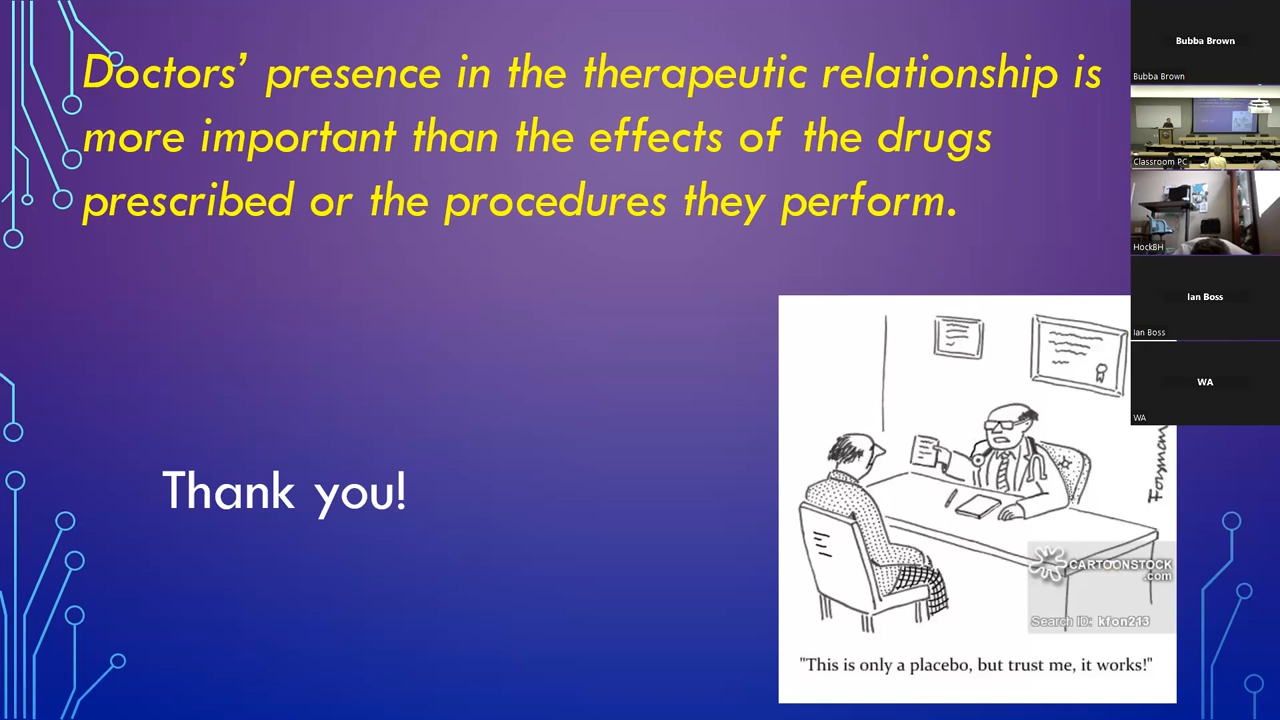 Doctors’ presence in the therapeutic relationship is
more important than the effects of the drugs
prescribed or the procedures they perform.
Thank you!
Forsman
CARTOONSTOCK
.com
Search ID: kfon213
"This is only a placebo, but trust me, it works!"
Bubba Brown
Bubba Brown
Classroom PC
HockBH
Ian Boss
Ian Boss
WA
WA